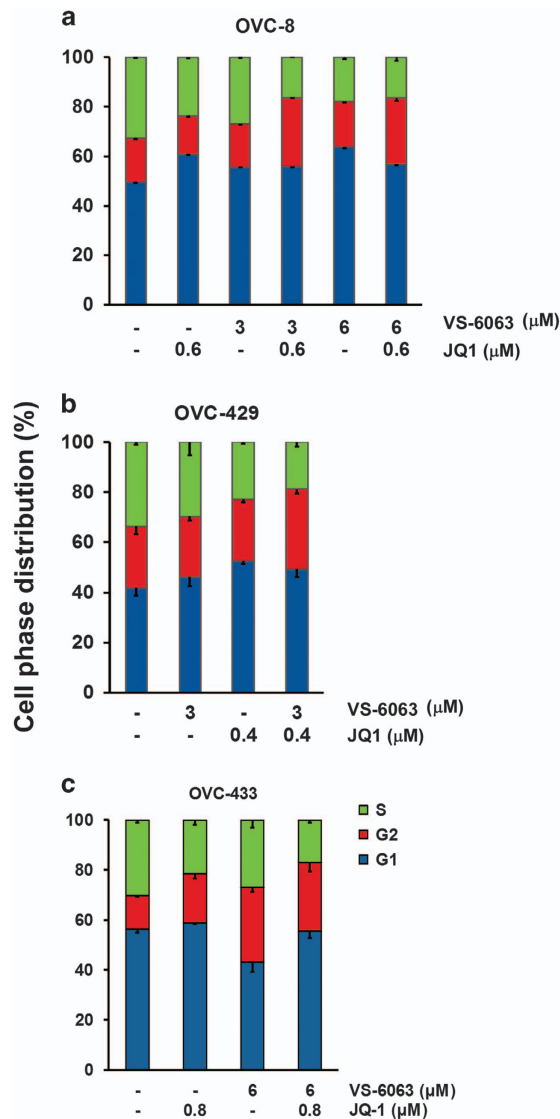 a
OVC-8
100
80
60
40
20
0
- - 3 3 6 6 VS-6063 (μM)
- 0.6 - 0.6 - 0.6 JQ1 (μM)
b
OVC-429
100
80
60
40
20
0
- 3 - 3 VS-6063 (μM)
- - 0.4 0.4 JQ1 (μM)
Cell phase distribution (%)
c
OVC-433
S
G2
G1
100
80
60
40
20
0
- - 6 6 VS-6063 (μM)
- 0.8 - 0.8 JQ-1 (μM)